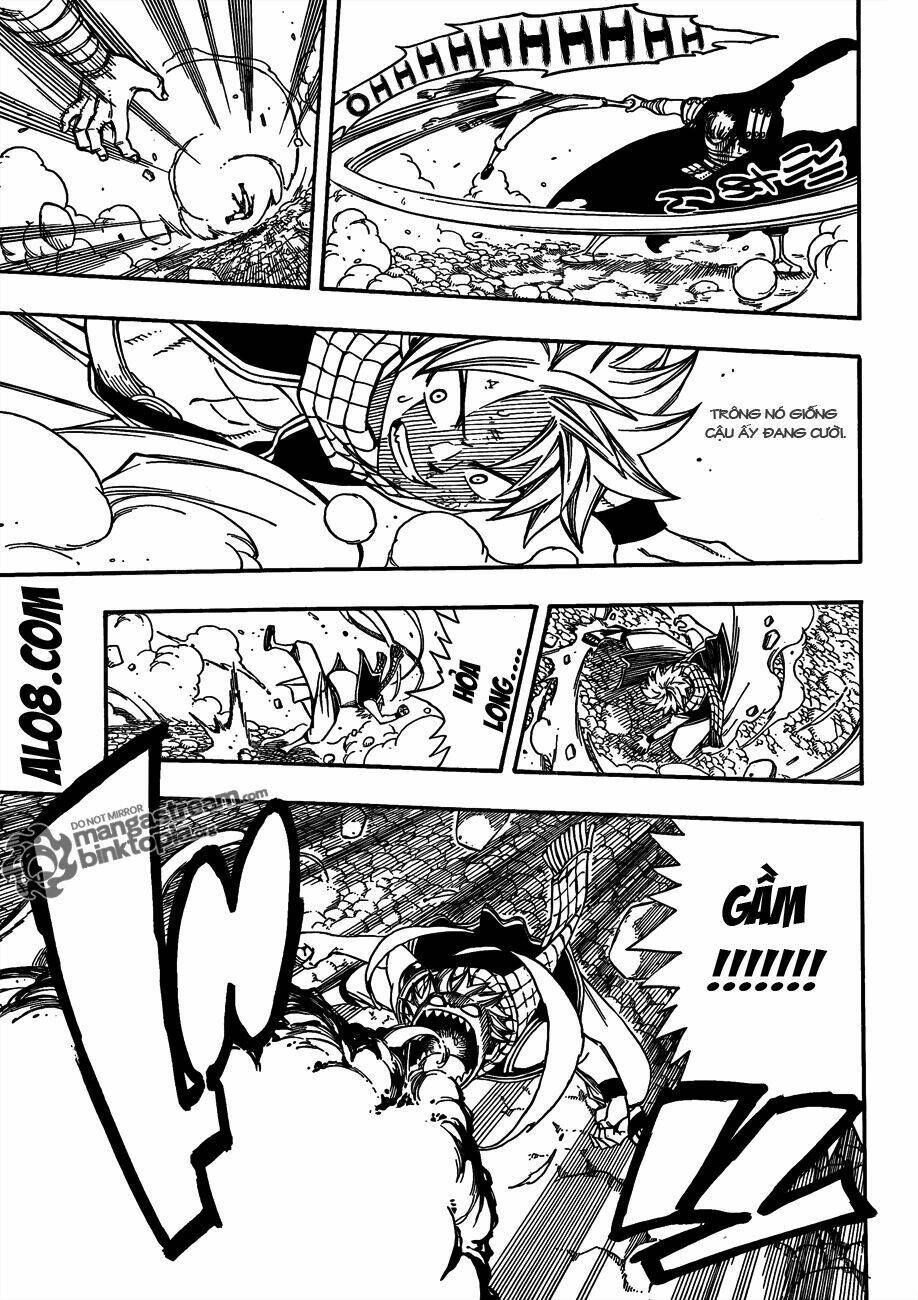 OHHHHHHHHHH
TRÔNG NÓ GIỐNG
CẬU ẤY ĐANG CƯỜI.
HỎA
LONG....
GẦM
!!!!!!!
ALO8.COM
DO NOT MIRROR
mangastream.com